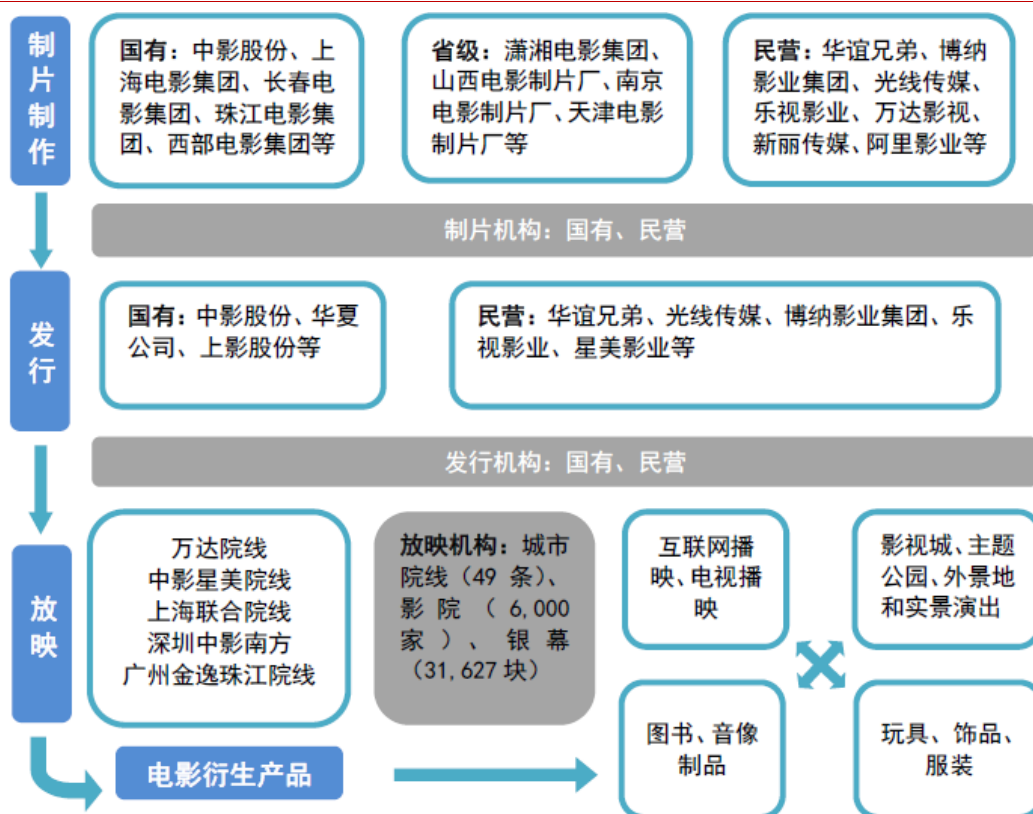 制片制作
国有：中影股份、上
海电影集团、长春电
影集团、珠江电影集
团、西部电影集团等
省级：潇湘电影集团、
山西电影制片厂、南京
电影制片厂、天津电影
制片厂等
民营：华谊兄弟、博纳
影业集团、光线传媒、
乐视影业、万达影视、
新丽传媒、阿里影业等
制片机构：国有、民营
发行
国有：中影股份、华夏
公司、上影股份等
民营：华谊兄弟、光线传媒、博纳影业集团、乐
视影业、星美影业等
发行机构：国有、民营
放映
万达院线
中影星美院线
上海联合院线
深圳中影南方
广州金逸珠江院线
放映机构：城市
院线（49 条）、
影院（6,000
家）、银幕
（31,627 块）
互联网播
映、电视播
映
影视城、主题
公园、外景地
和实景演出
图书、音像
制品
玩具、饰品、
服装
电影衍生产品